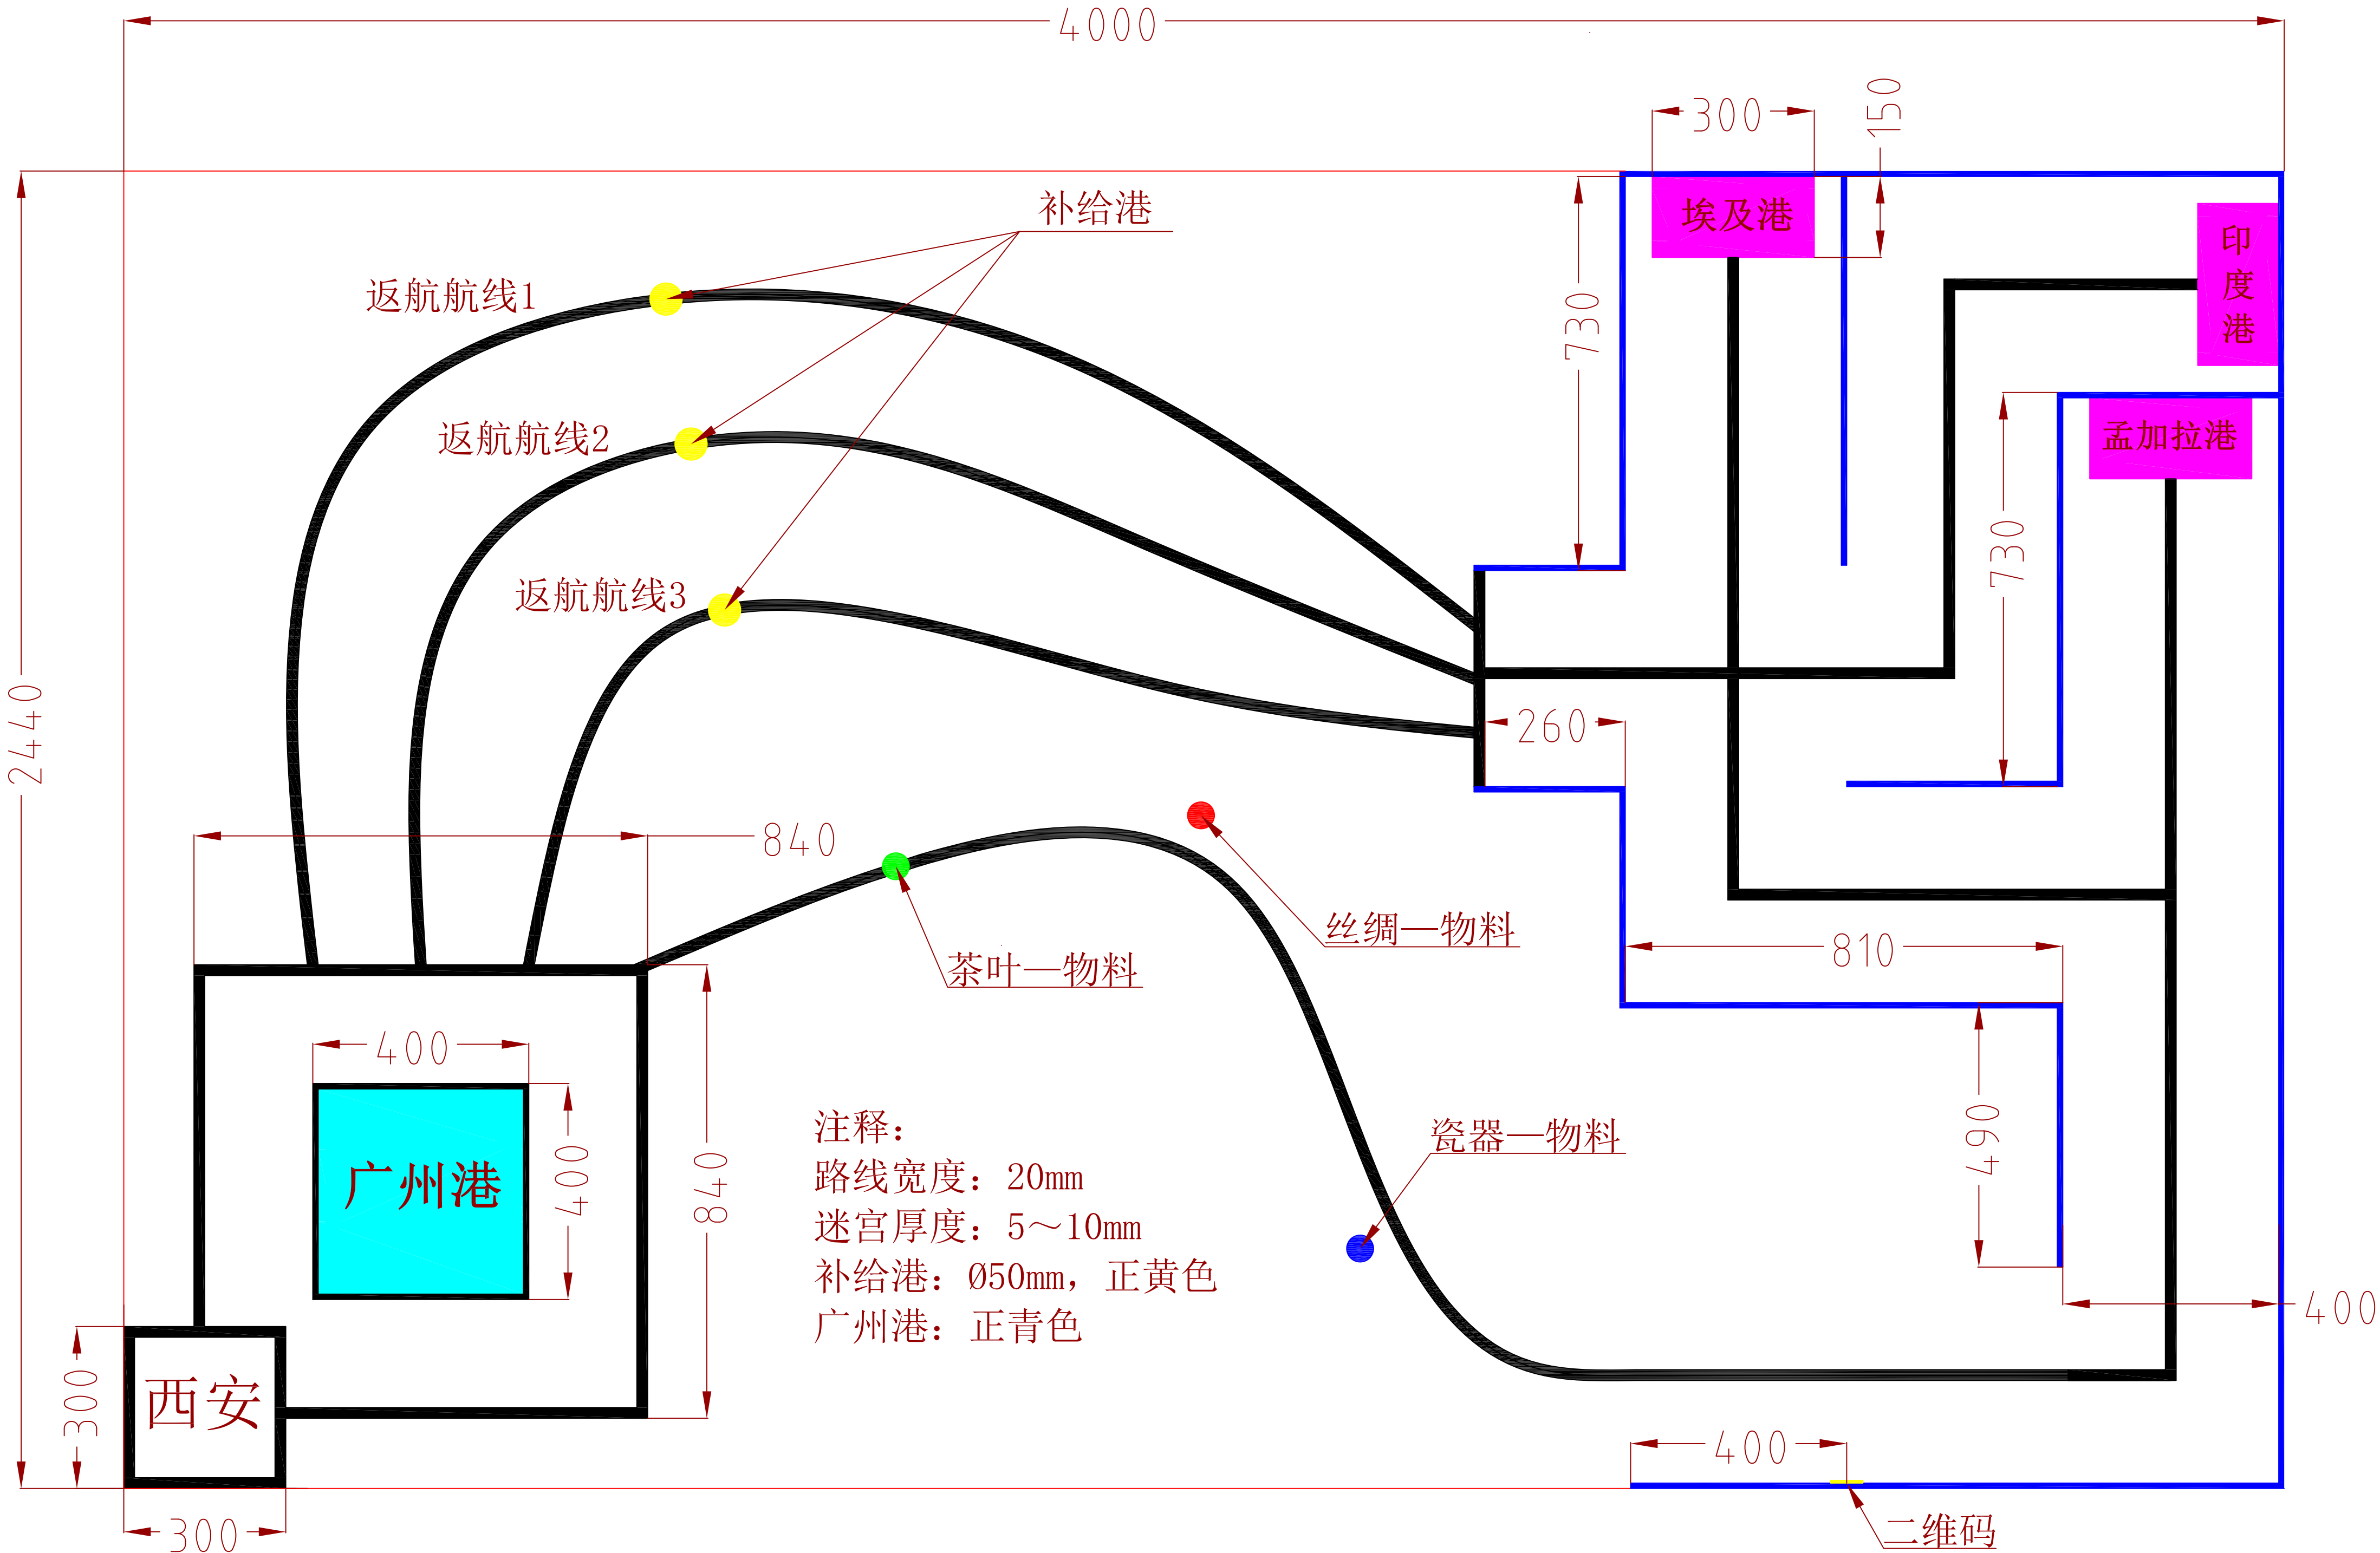 4000
300
150
补给港
埃及港
印度港
返航航线1
730
孟加拉港
返航航线2
730
返航航线3
2440
260
840
丝绸—物料
茶叶—物料
810
400
400
840
490
广州港
注释：
路线宽度：20mm
迷宫厚度：5～10mm
补给港：Ø50mm，正黄色
广州港：正青色
瓷器—物料
400
300
西安
400
300
二维码